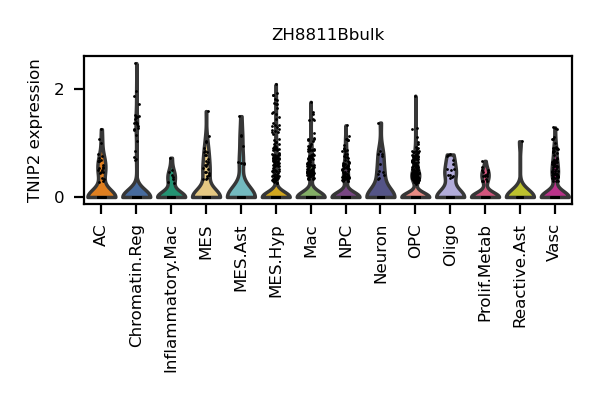 ZH8811Bbulk
TNIP2 expression
2
0
AC
Chromatin.Reg
Inflammatory.Mac
MES
MES.Ast
MES.Hyp
Mac
NPC
Neuron
OPC
Oligo
Prolif.Metab
Reactive.Ast
Vasc